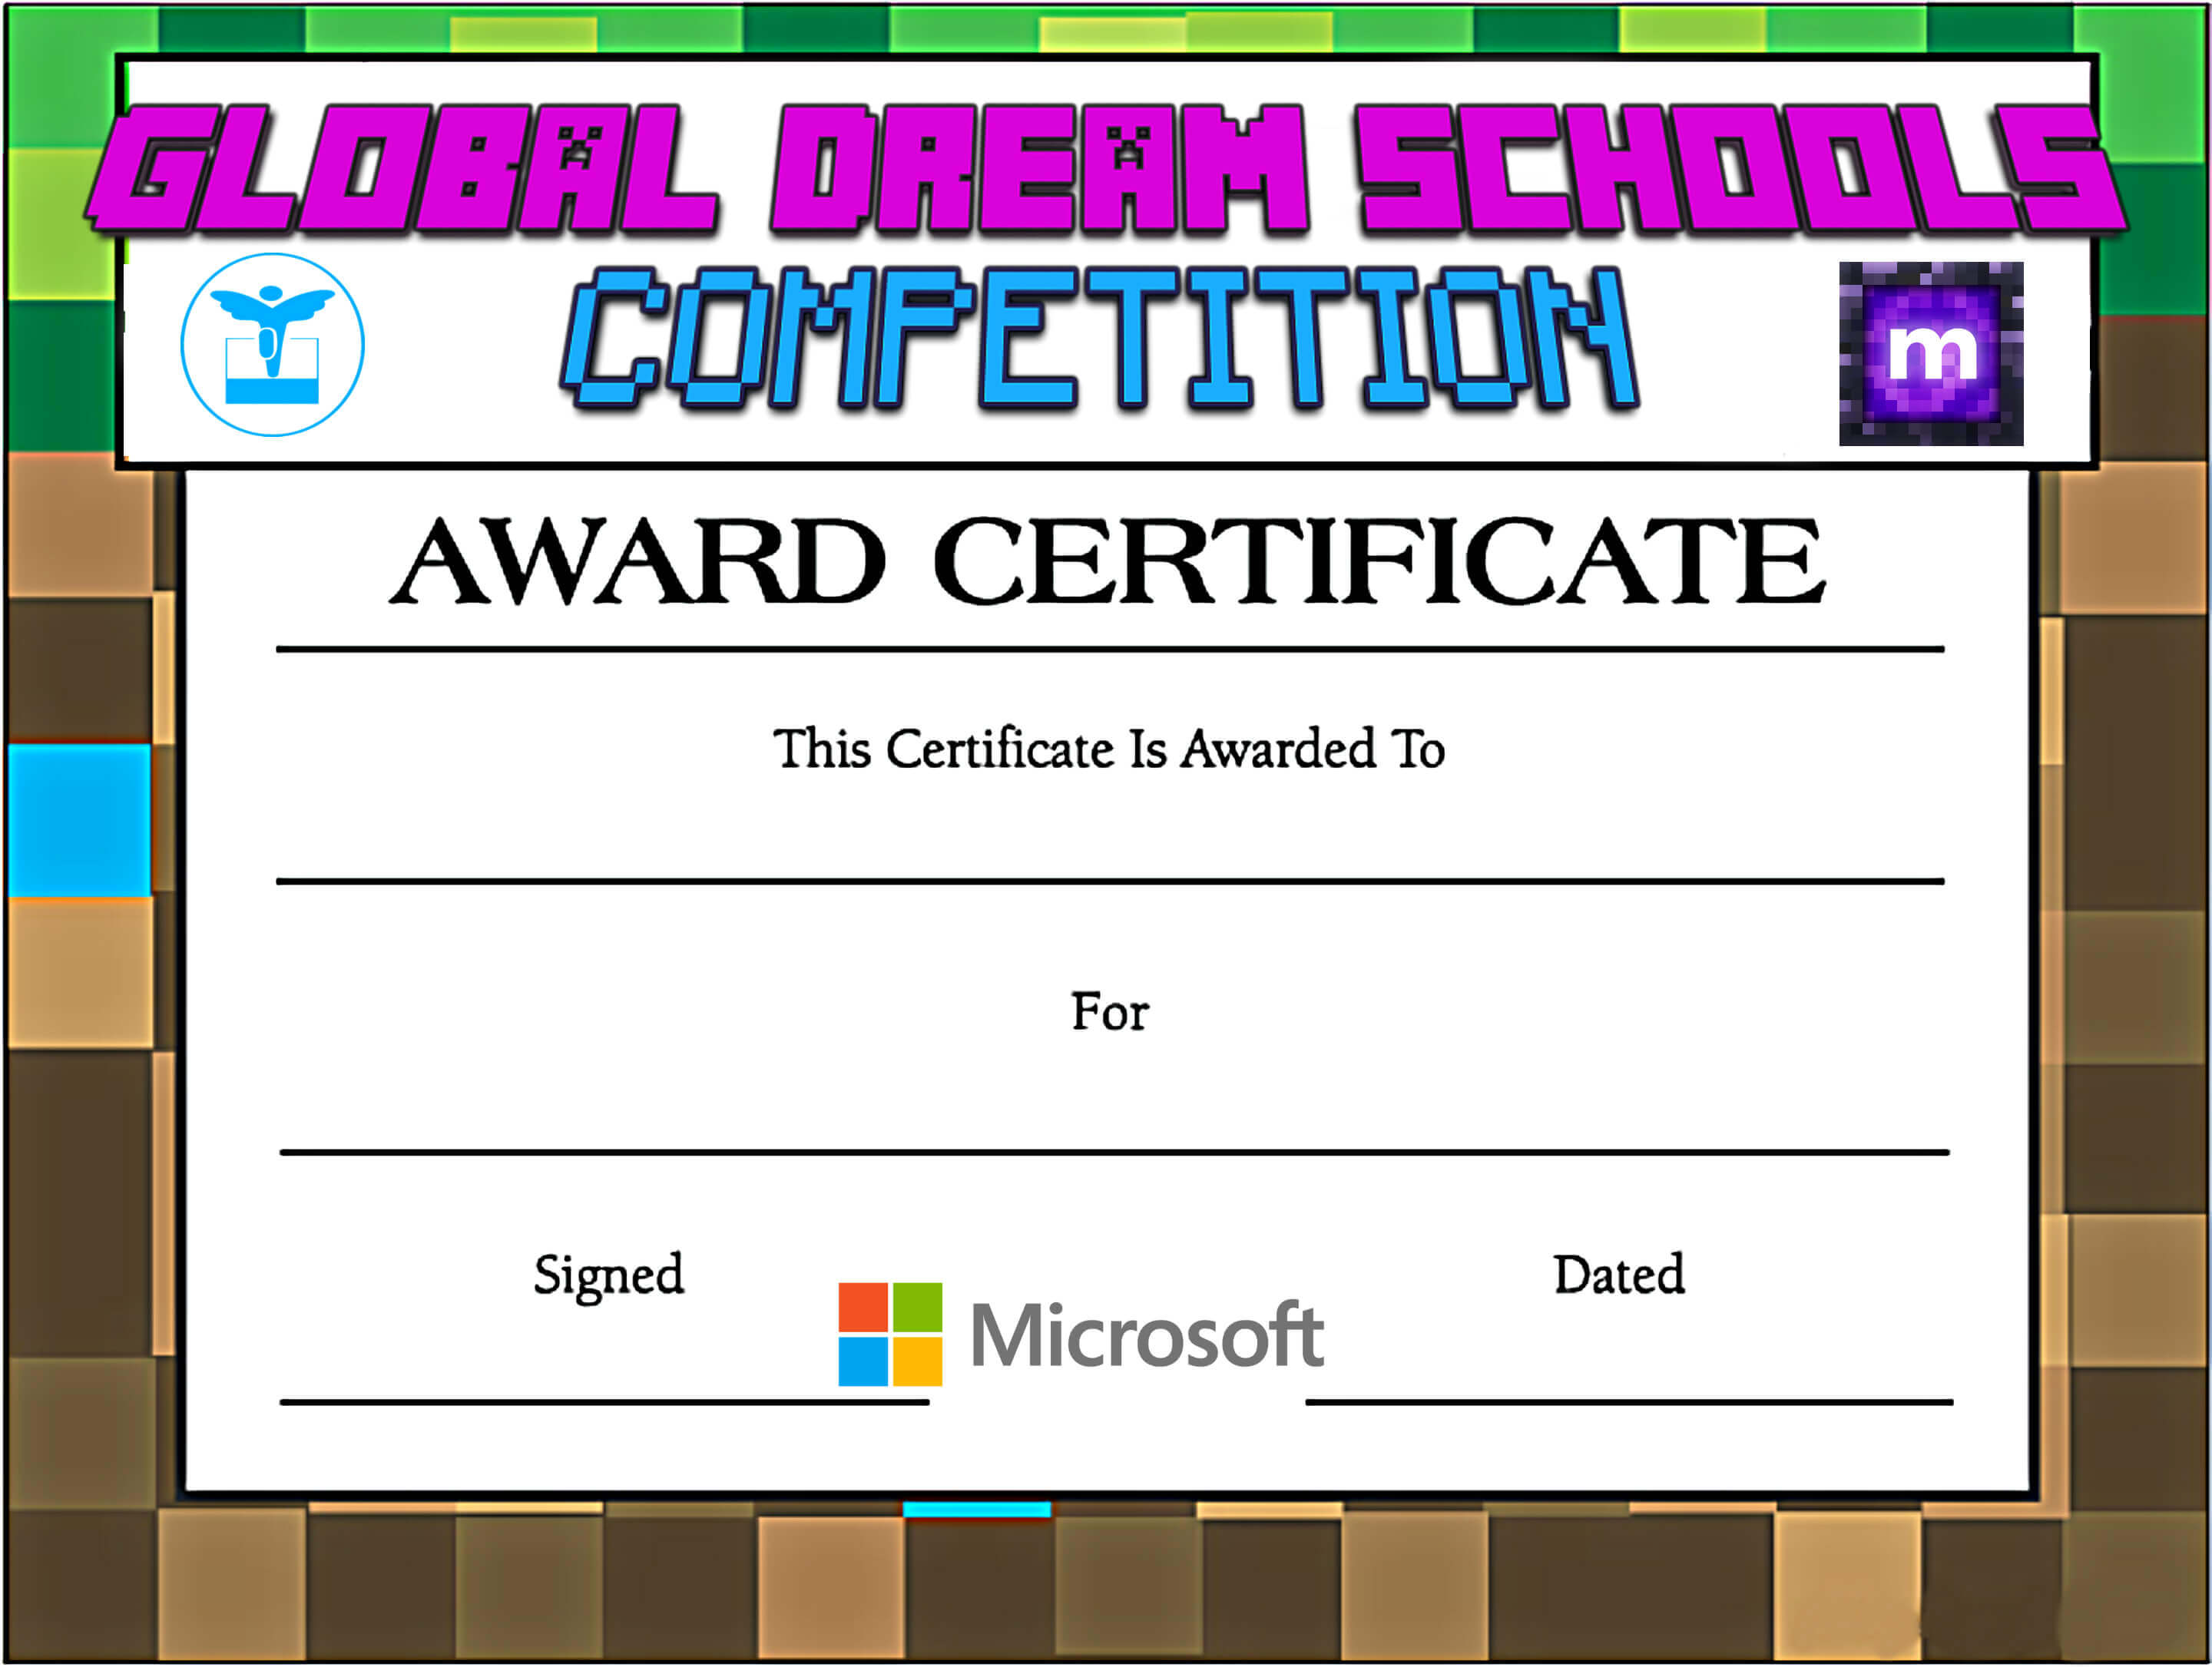 GLOBAL DREAM SCHOOLS
COMPETITION
m
AWARD CERTIFICATE
This Certificate Is Awarded To
For
Signed
Dated
Microsoft